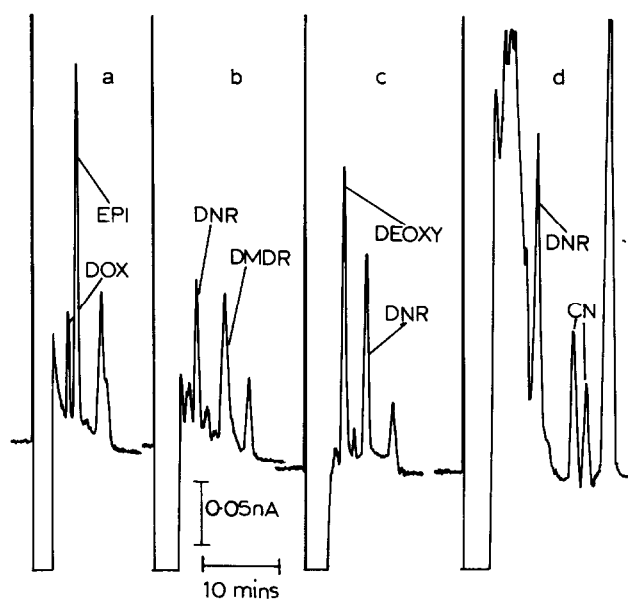 a
b
c
d
EPI
DOX
DNR
DMDR
DEOXY
DNR
DNR
CN
0·05nA
10 mins